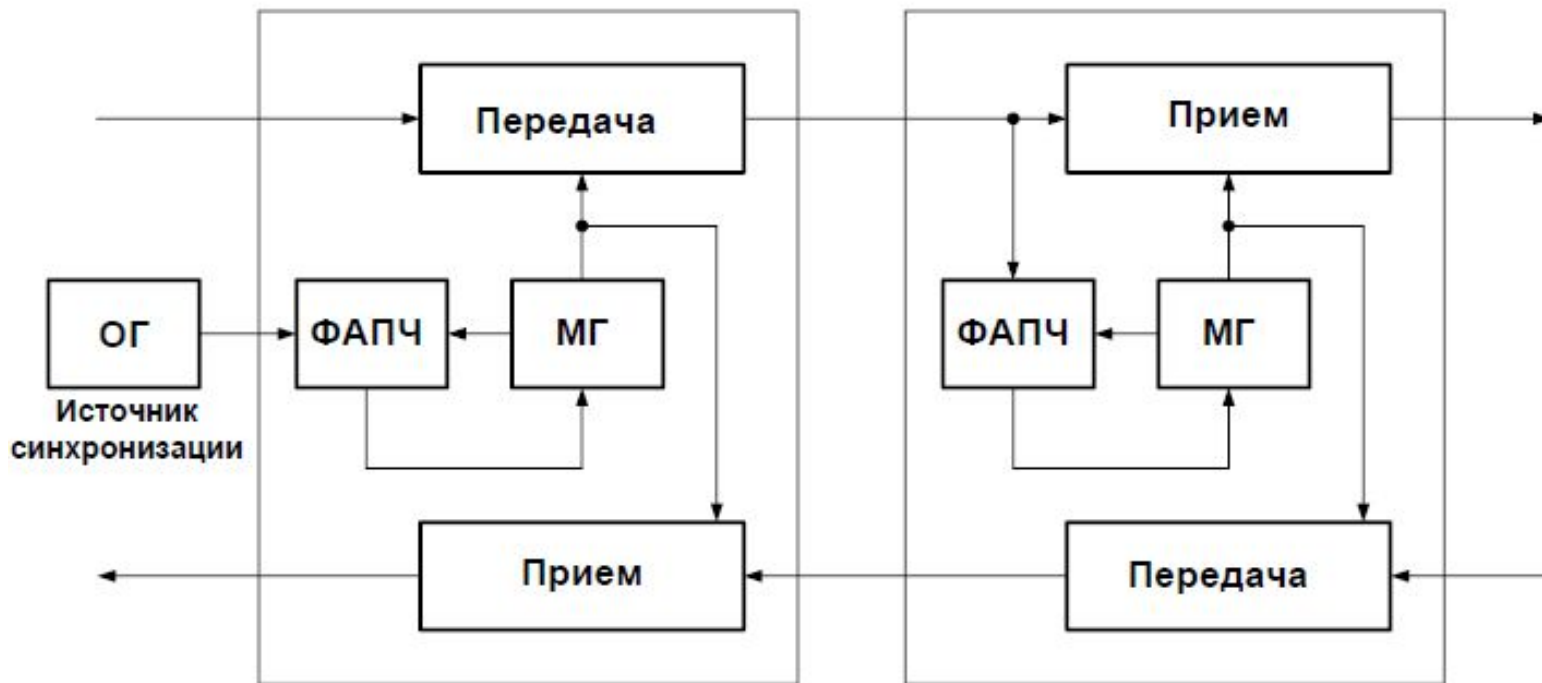 Передача
Прием
ОГ
ФАПЧ
МГ
ФАПЧ
МГ
Источник
синхронизации
Прием
Передача